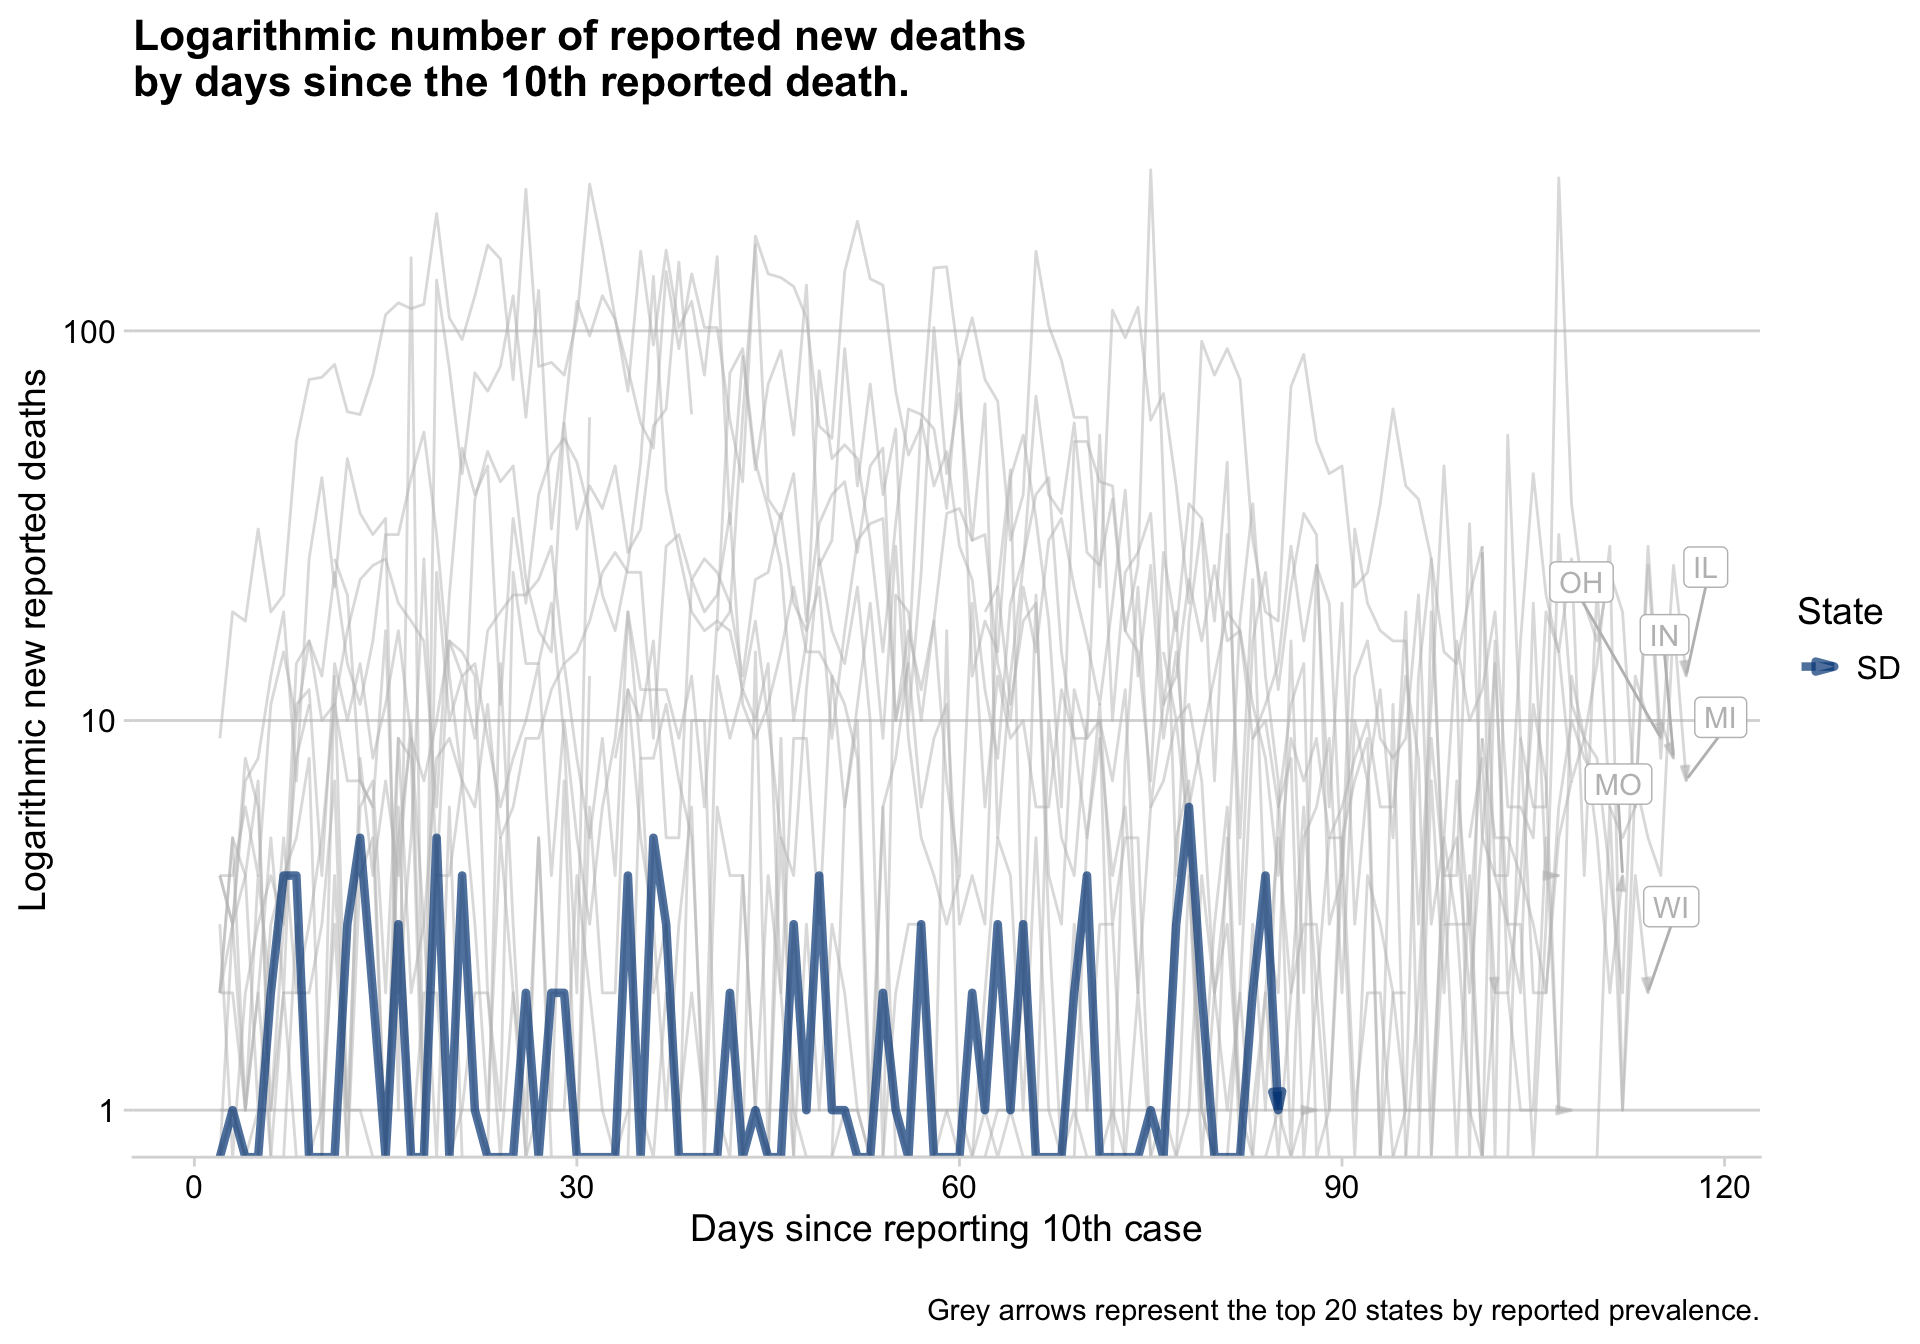 Logarithmic number of reported new deaths
by days since the 10th reported death.
Logarithmic new reported deaths
100
10
1
OH
IL
IN
MI
MO
WI
State
SD
0
30
60
90
120
Days since reporting 10th case
Grey arrows represent the top 20 states by reported prevalence.